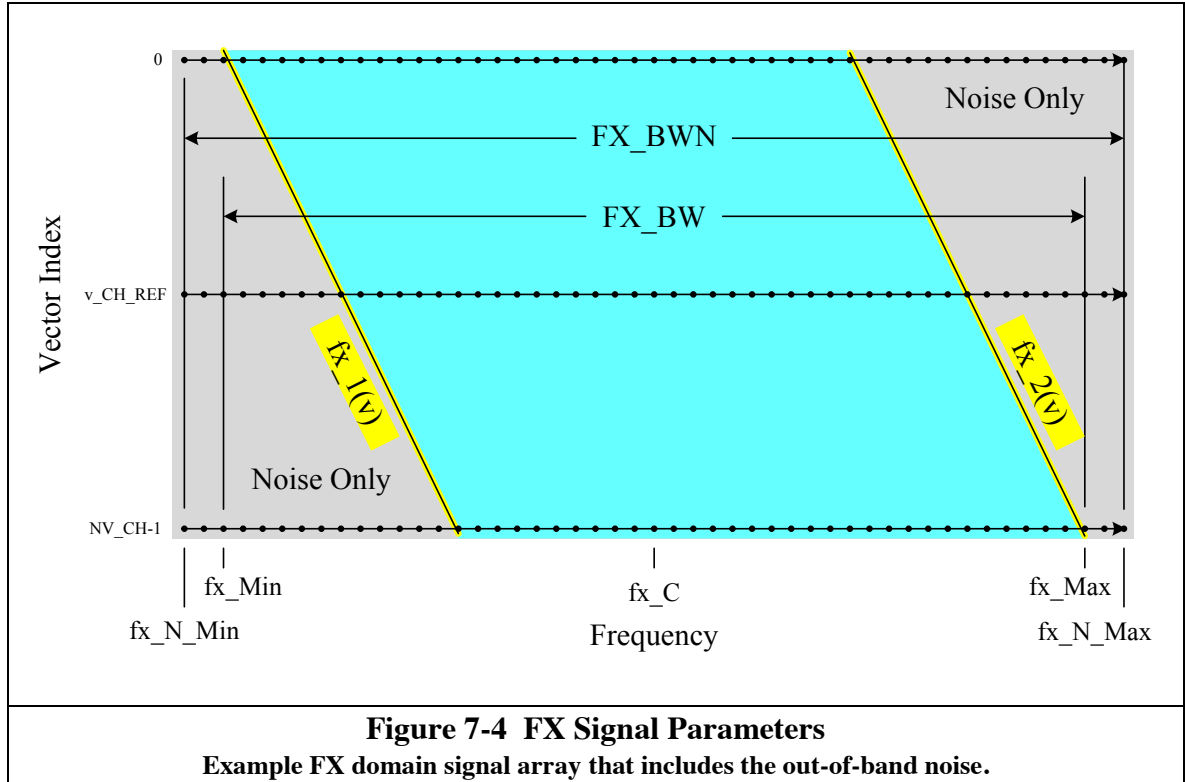 0
Noise Only
FX_BWN
FX_BW
Vector Index
v_CH_REF
fx_1(v)
fx_2(v)
Noise Only
NV_CH-1
fx_Min
fx_C
fx_Max
fx_N_Min
Frequency
fx_N_Max
Figure 7-4 FX Signal Parameters
Example FX domain signal array that includes the out-of-band noise.